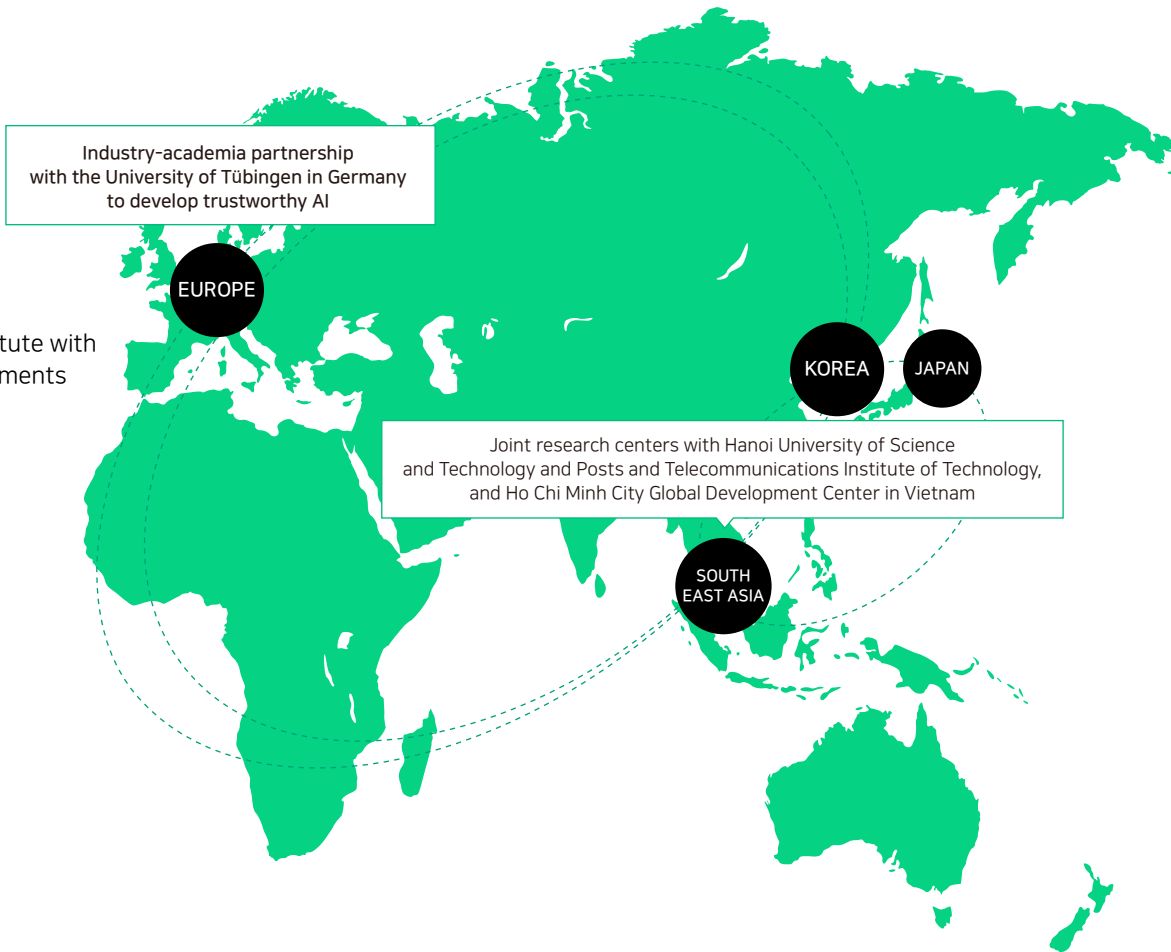 Industry-academia partnership
with the University of Tübingen in Germany
to develop trustworthy AI
EUROPE
tute with
ments
KOREA
JAPAN
Joint research centers with Hanoi University of Science
and Technology and Posts and Telecommunications Institute of Technology,
and Ho Chi Minh City Global Development Center in Vietnam
SOUTH
EAST ASIA